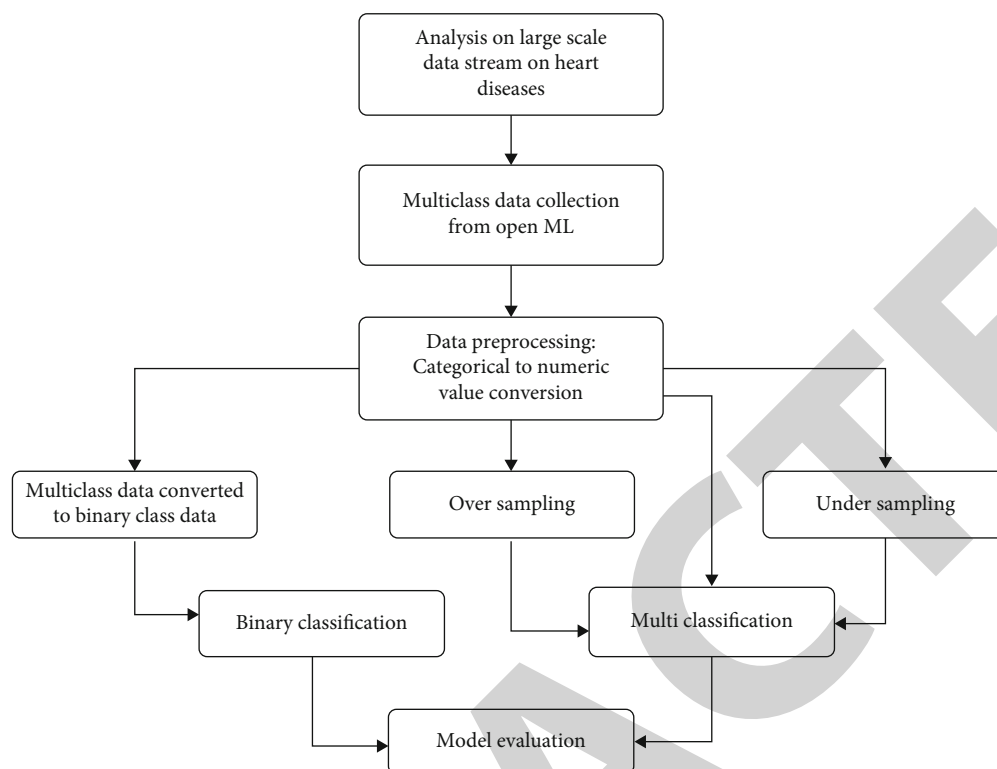 Analysis on large scale
data stream on heart
diseases
Multiclass data collection
from open ML
Data preprocessing:
Categorical to numeric
value conversion
Multiclass data converted
to binary class data
Over sampling
Under sampling
Binary classification
Multi classification
Model evaluation
ACTE